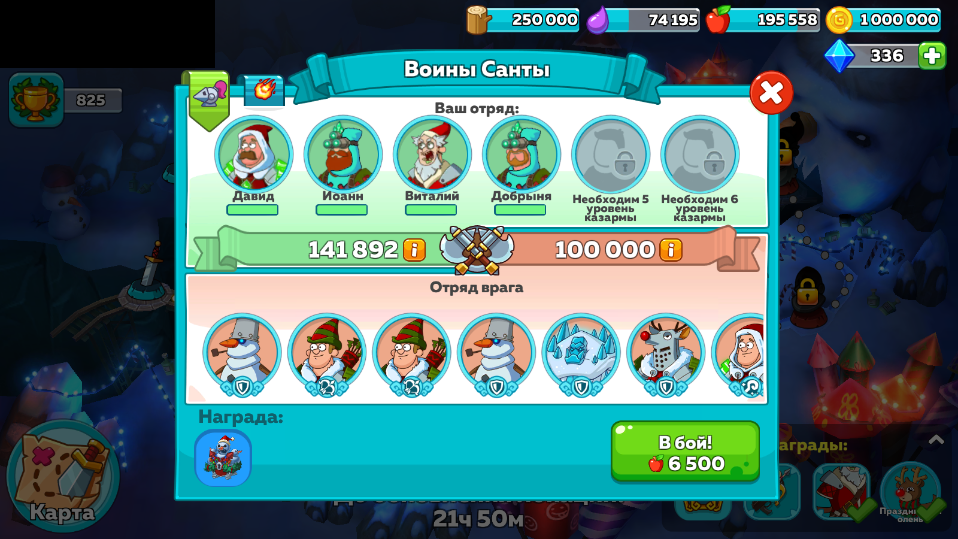 250 000
74 195
195 558
1 000 000
336
825
Воины Санты
Ваш отряд:
Давид
Иоанн
Виталий
Добрыня
Необходим 5
уровень
казармы
Необходим 6
уровень
казармы
141 892
100 000
Отряд врага
Награда:
В бой!
6 500
Карта
аграды:
21ч 50м